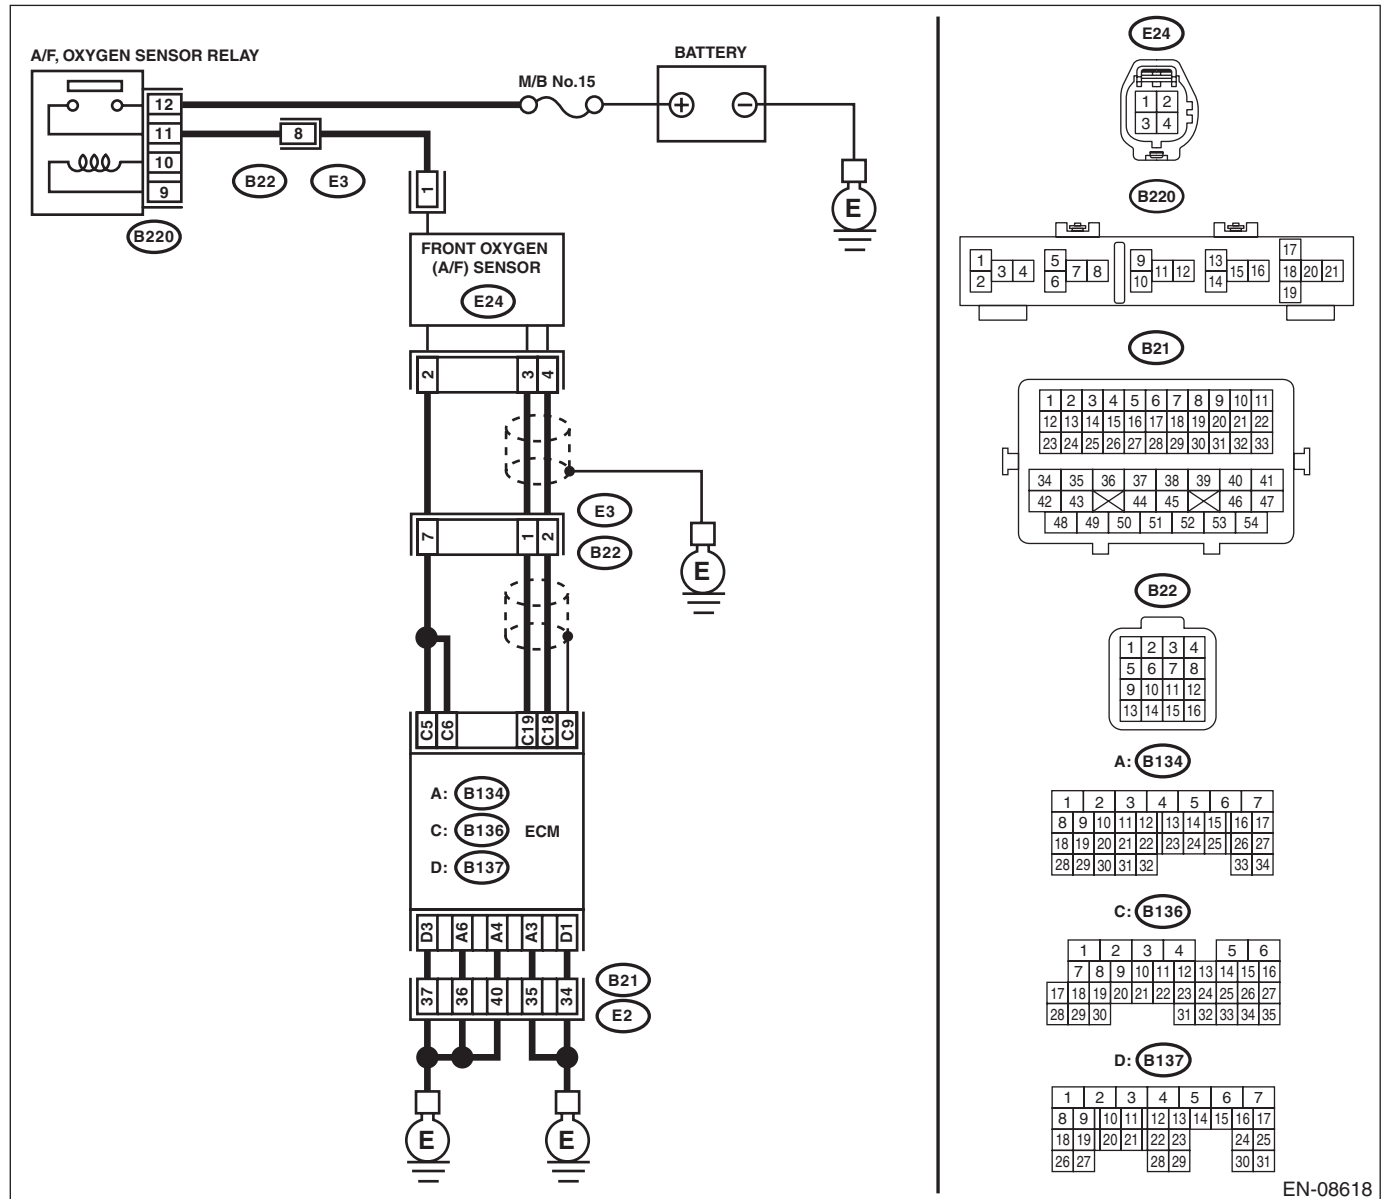 A/F, OXYGEN SENSOR RELAY
BATTERY
M/B No.15
12
11
10
9
8
B22
E3
B220
1
E
FRONT OXYGEN
(A/F) SENSOR
E24
2 3 4
E3
B22
7 1 2
E
C5 C6 C19 C18 C9
A: B134
C: B136 ECM
D: B137
D3 A6 A4 A3 D1
37 36 40 35 34
B21
E2
E E
E24
1 2
3 4
B220
1 5 9 13 17
3 4 7 8 11 12 15 16 18 20 21
2 6 10 14 19
B21
1 2 3 4 5 6 7 8 9 10 11
12 13 14 15 16 17 18 19 20 21 22
23 24 25 26 27 28 29 30 31 32 33
34 35 36 37 38 39 40 41
42 43 44 45 46 47
48 49 50 51 52 53 54
B22
1 2 3 4
5 6 7 8
9 10 11 12
13 14 15 16
A: B134
1 2 3 4 5 6 7
8 9 10 11 12 13 14 15 16 17
18 19 20 21 22 23 24 25 26 27
28 29 30 31 32 33 34
C: B136
1 2 3 4 5 6
7 8 9 10 11 12 13 14 15 16
17 18 19 20 21 22 23 24 25 26 27
28 29 30 31 32 33 34 35
D: B137
1 2 3 4 5 6 7
8 9 10 11 12 13 14 15 16 17
18 19 20 21 22 23 24 25
26 27 28 29 30 31
EN-08618